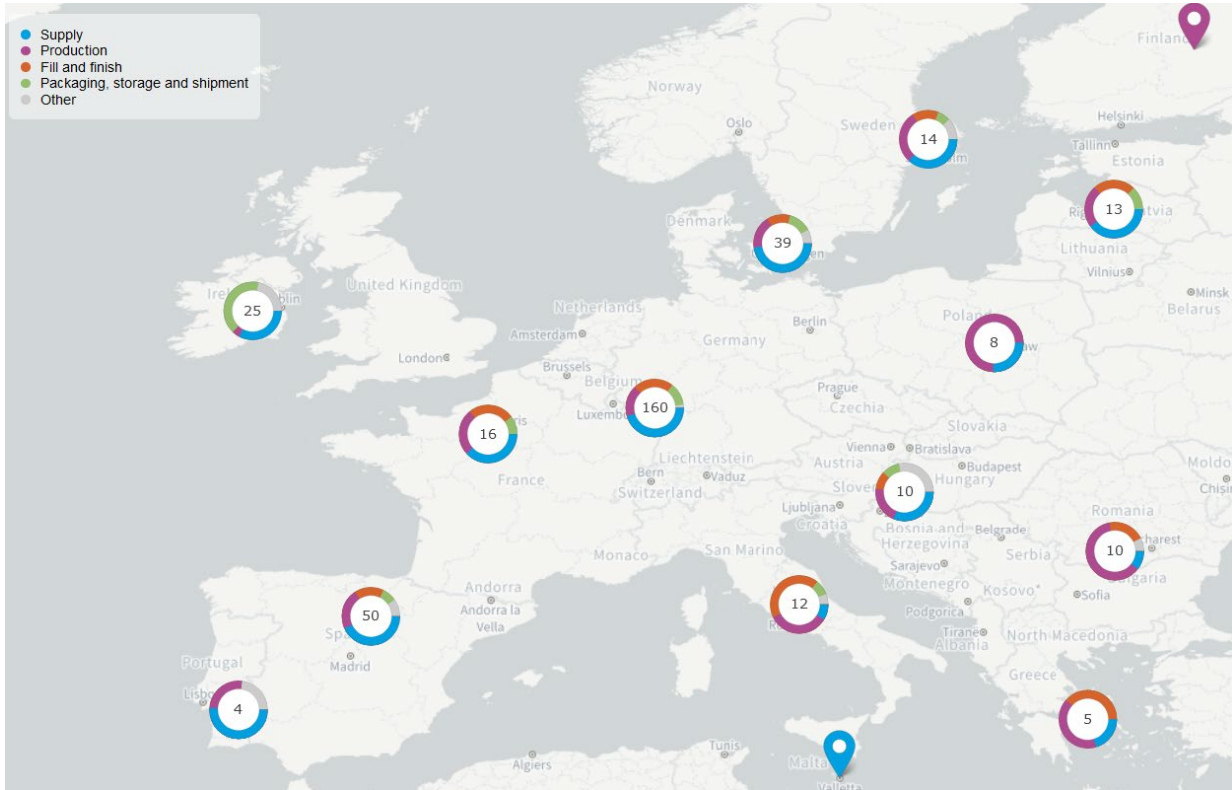 Supply
Production
Fill and finish
Packaging, storage and shipment
Other
Finland
Norway
Sweden
14
Oslo
Helsinki
Tallinn
Estonia
13
Denmark
39
Lithuania
Vilnius
Minsk
Belarus
25
United Kingdom
Netherlands
Amsterdam
Berlin
Poland
8
London
Germany
Brussels
Belgium
Prague
Czechia
160
16
Slovakia
Vienna
Bratislava
Liechtenstein
Austria
Budapest
Bern
Vaduz
Hungary
France
Switzerland
10
Ljubljana
Croatia
Romania
Bosnia and
Herzegovina
Belgrade
Serbia
10
Monaco
San Marino
Sarajevo
Montenegro
Kosovo*
Sofia
Andorra
Andorra la
Vella
12
Podgorica
50
Tirane
Albania
North Macedonia
Madrid
Portugal
Greece
4
5
Algiers
Tunis
Malta
Valletta